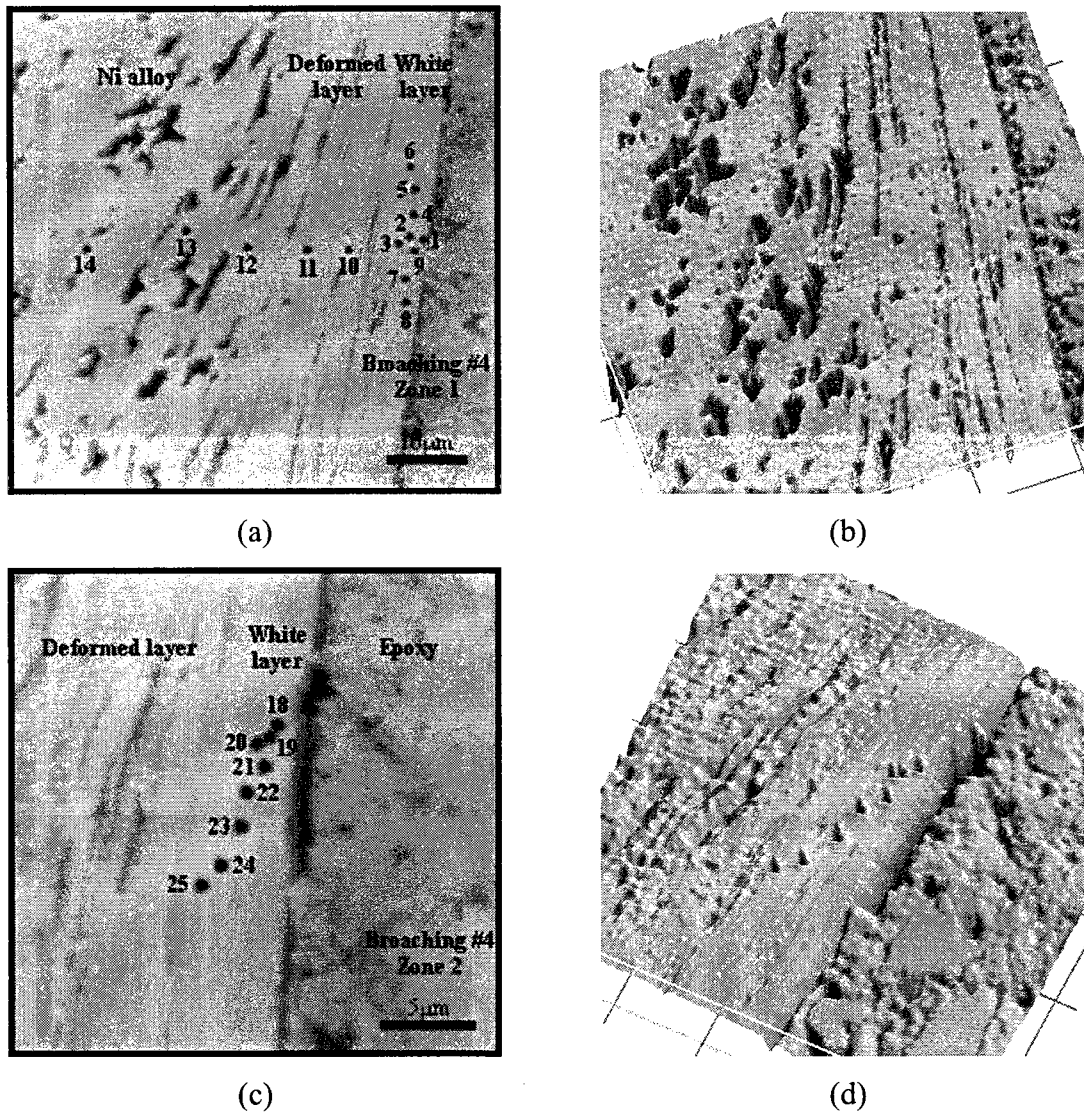 Ni alloy
Deformed layer
White layer
6
5
4
2
3
1
9
7
8
10
11
12
13
14
Broaching #4
Zone 1
10μm
(a)
(b)
Deformed layer
White layer
Epoxy
18
19
20
21
22
23
24
25
Broaching #4
Zone 2
5μm
(c)
(d)